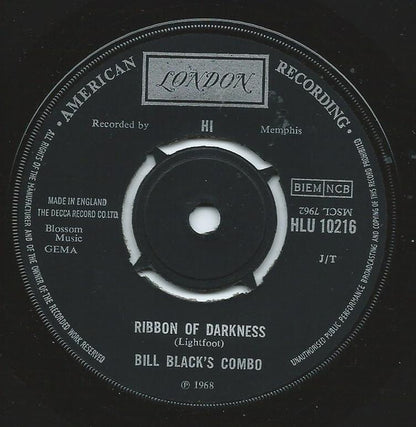 · AMERICAN RECORDING ·
LONDON
Recorded by HI Memphis
MADE IN ENGLAND
THE DECCA RECORD CO. LTD.
Blossom
Music
GEMA
BIEM NCB
MSCL 7962
HLU 10216
J/T
RIBBON OF DARKNESS
(Lightfoot)
BILL BLACK'S COMBO
℗ 1968
ALL RIGHTS OF THE MANUFACTURER AND OF THE OWNER OF THE RECORDED WORK RESERVED
UNAUTHORISED PUBLIC PERFORMANCE BROADCASTING AND COPYING OF THIS RECORD PROHIBITED